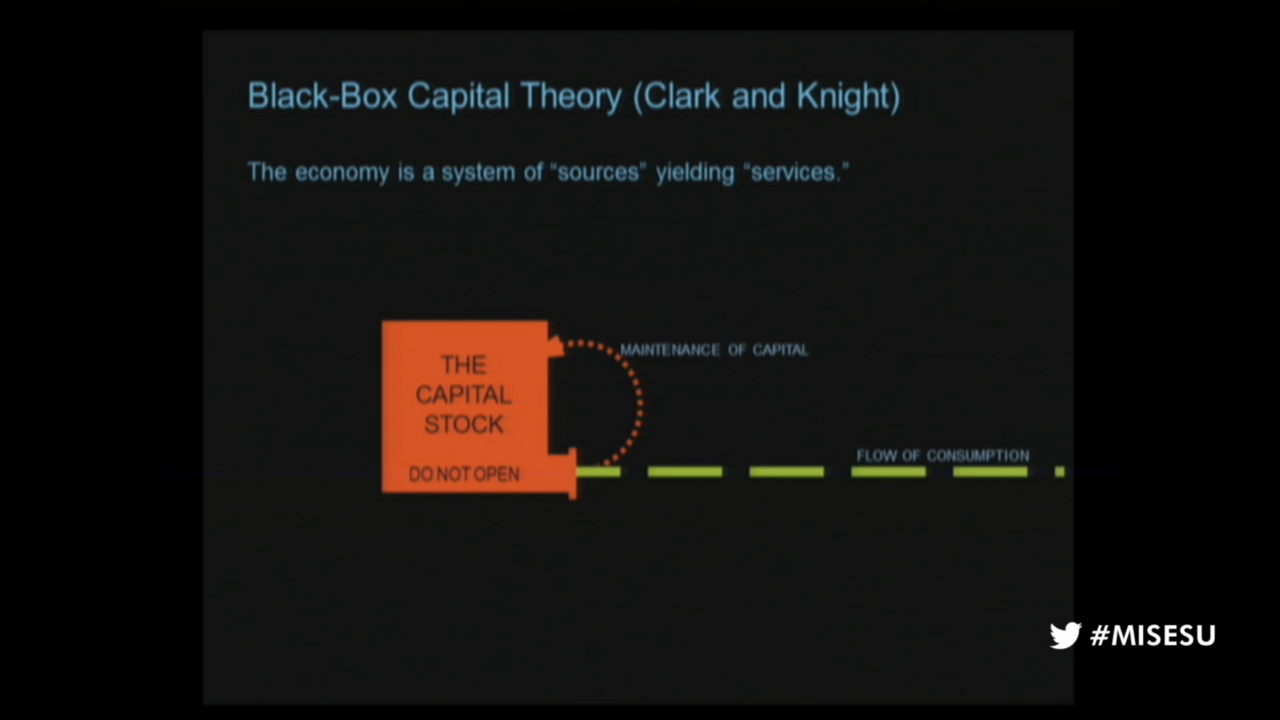 Black-Box Capital Theory (Clark and Knight)
The economy is a system of “sources” yielding “services.”
THE
CAPITAL
STOCK
DO NOT OPEN
MAINTENANCE OF CAPITAL
FLOW OF CONSUMPTION
#MISESU